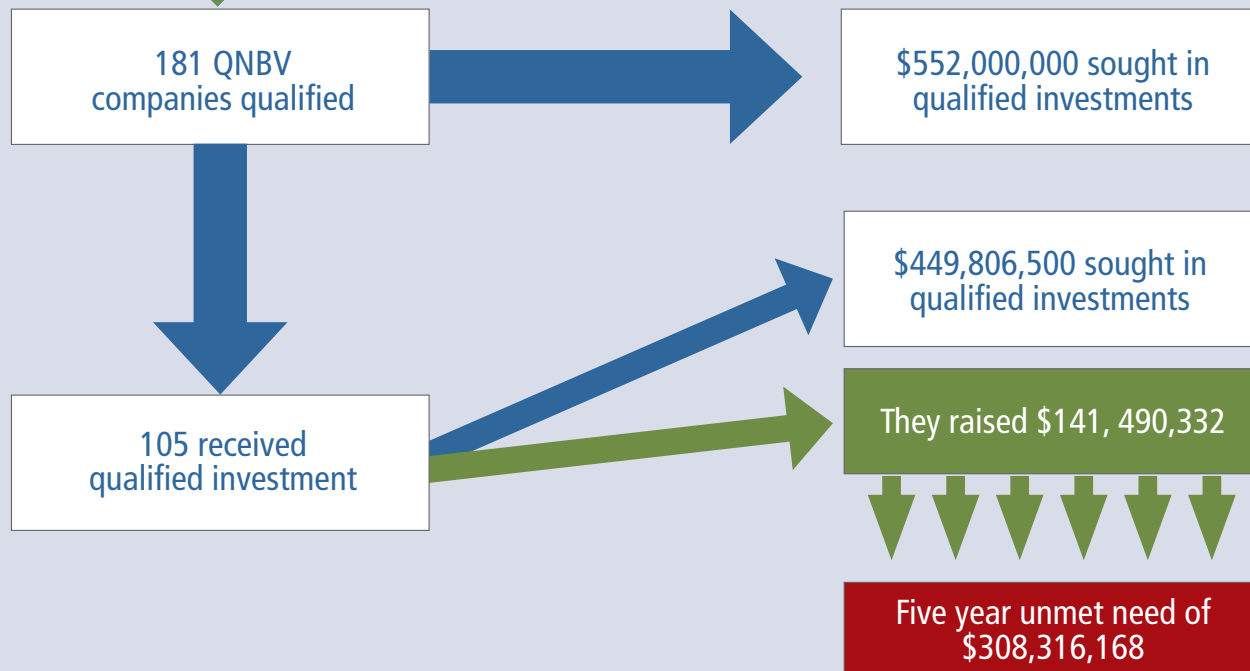 181 QNBV
companies qualified
$552,000,000 sought in
qualified investments
$449,806,500 sought in
qualified investments
105 received
qualified investment
They raised $141, 490,332
Five year unmet need of
$308,316,168